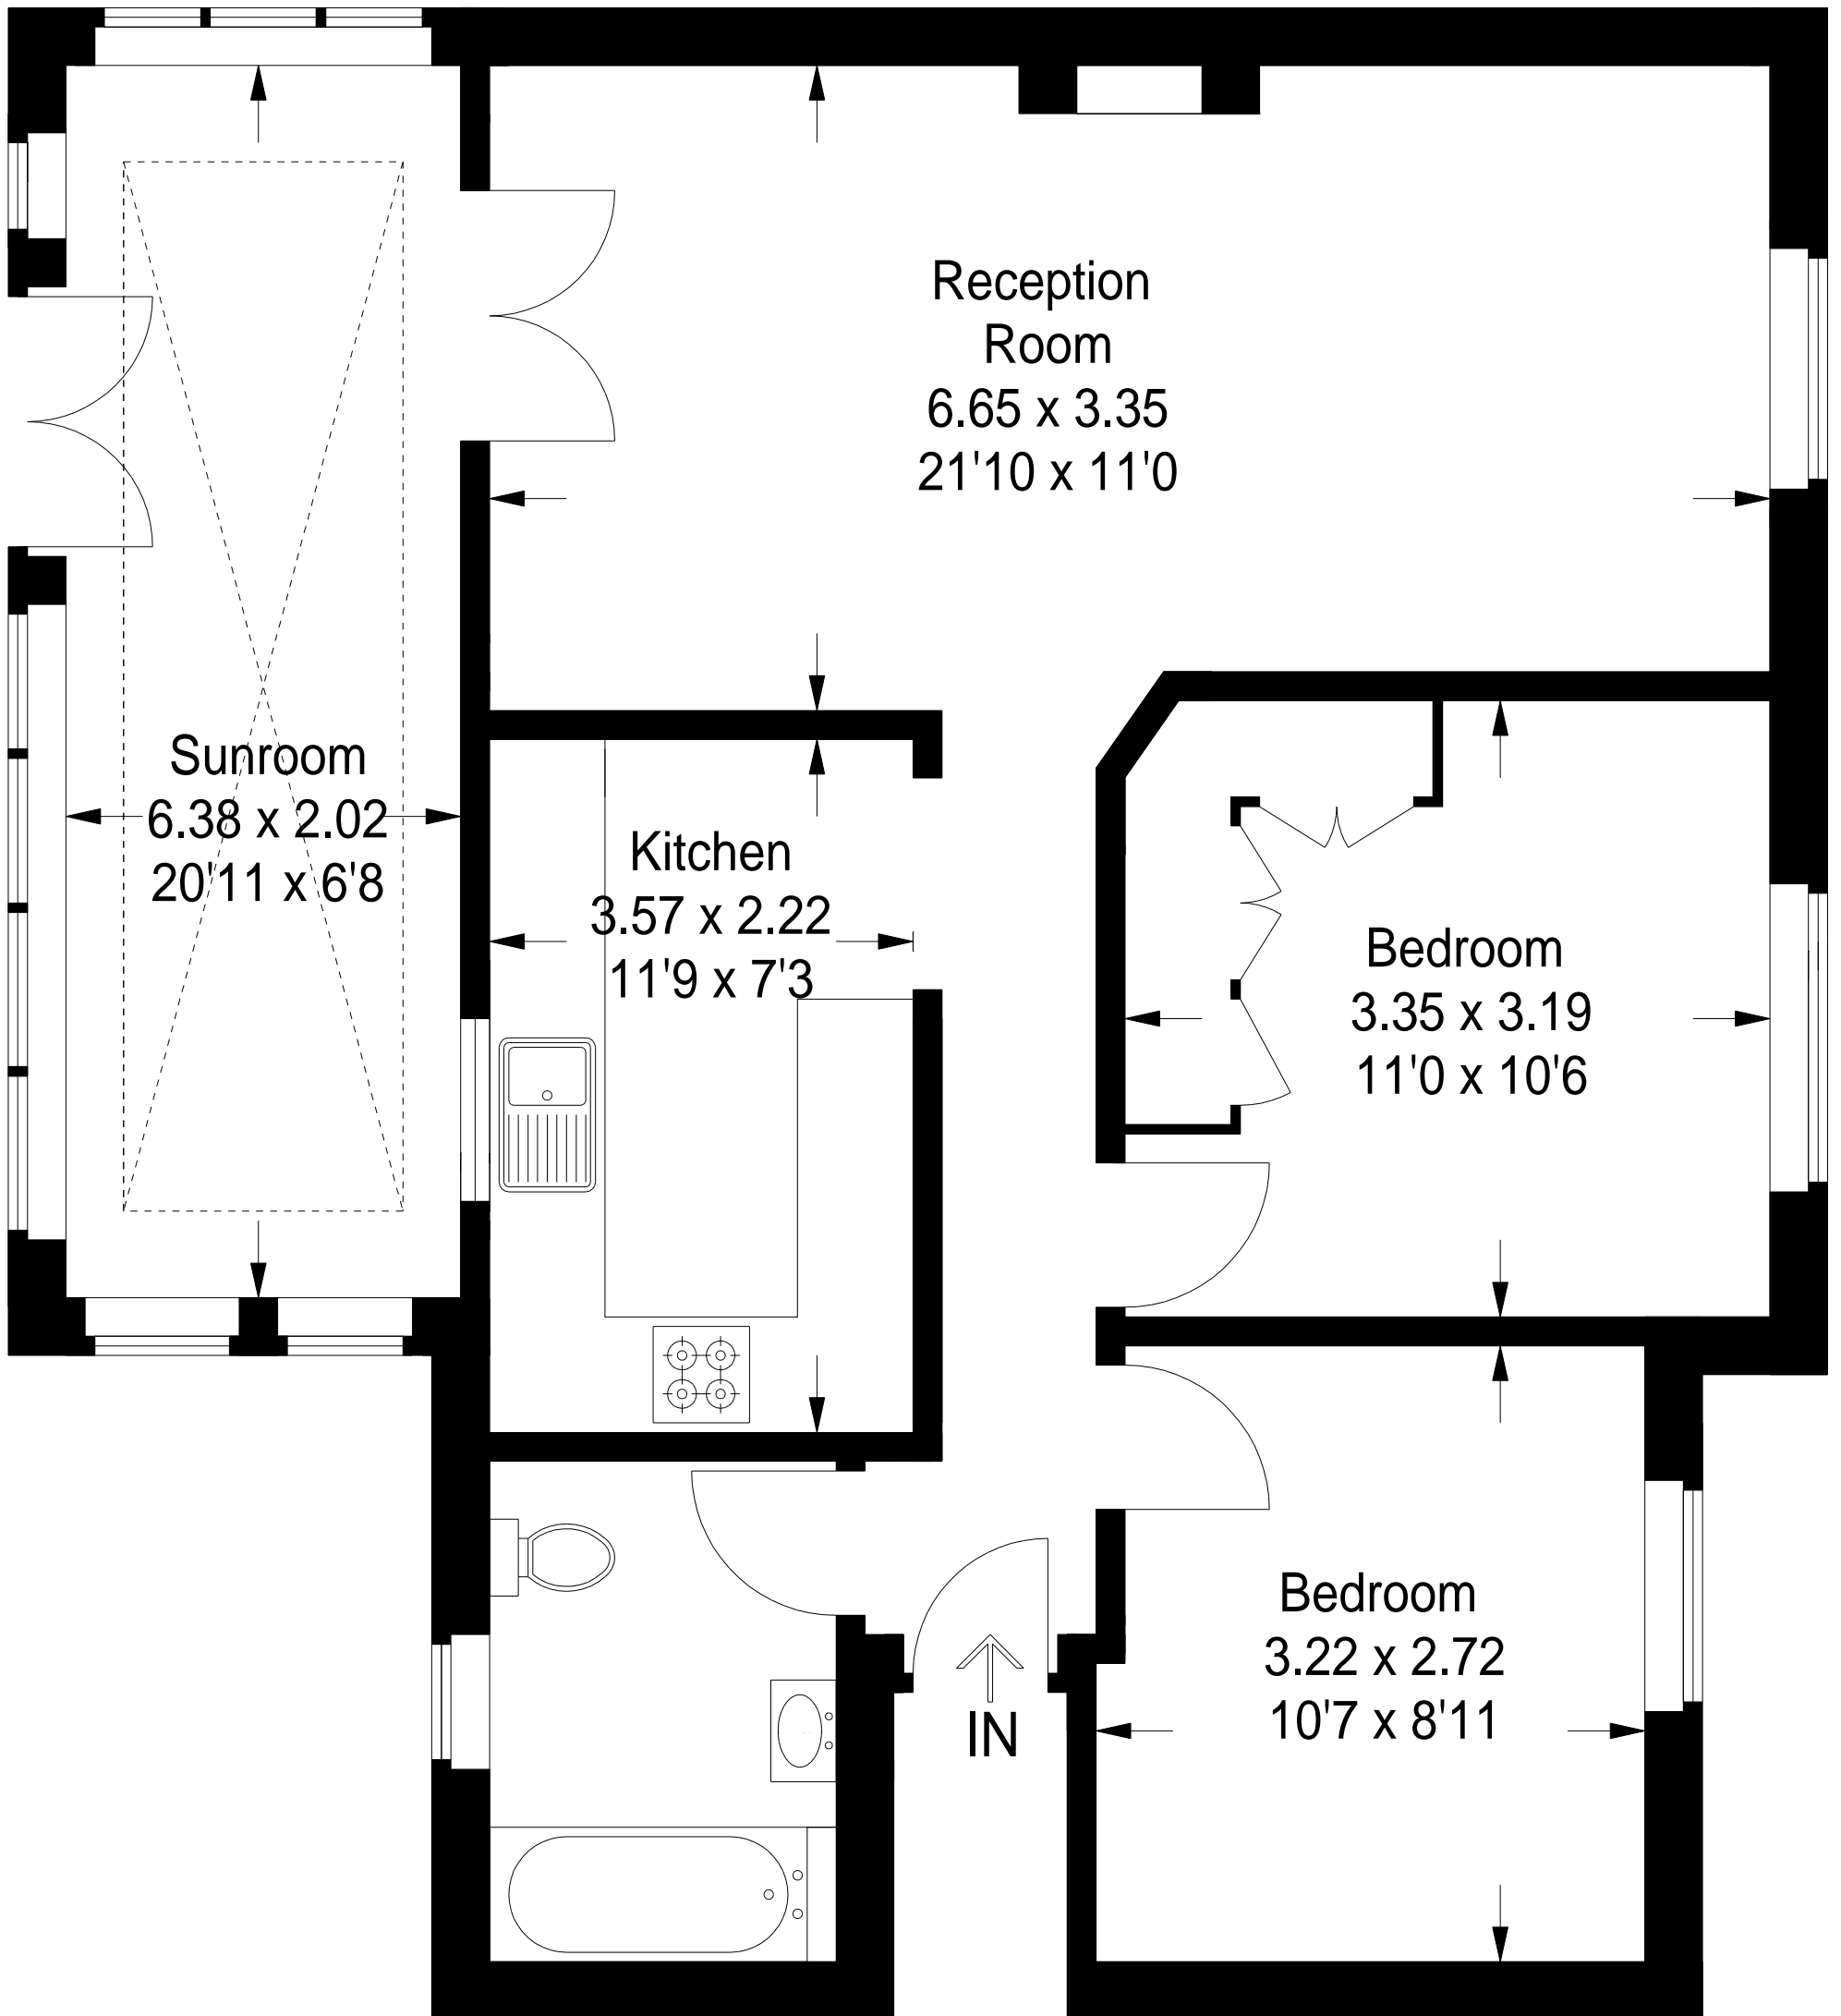 Reception
Room
6.65 x 3.35
21'10 x 11'0
Sunroom
6.38 x 2.02
20'11 x 6'8
Kitchen
3.57 x 2.22
11'9 x 7'3
Bedroom
3.35 x 3.19
11'0 x 10'6
Bedroom
3.22 x 2.72
10'7 x 8'11
IN